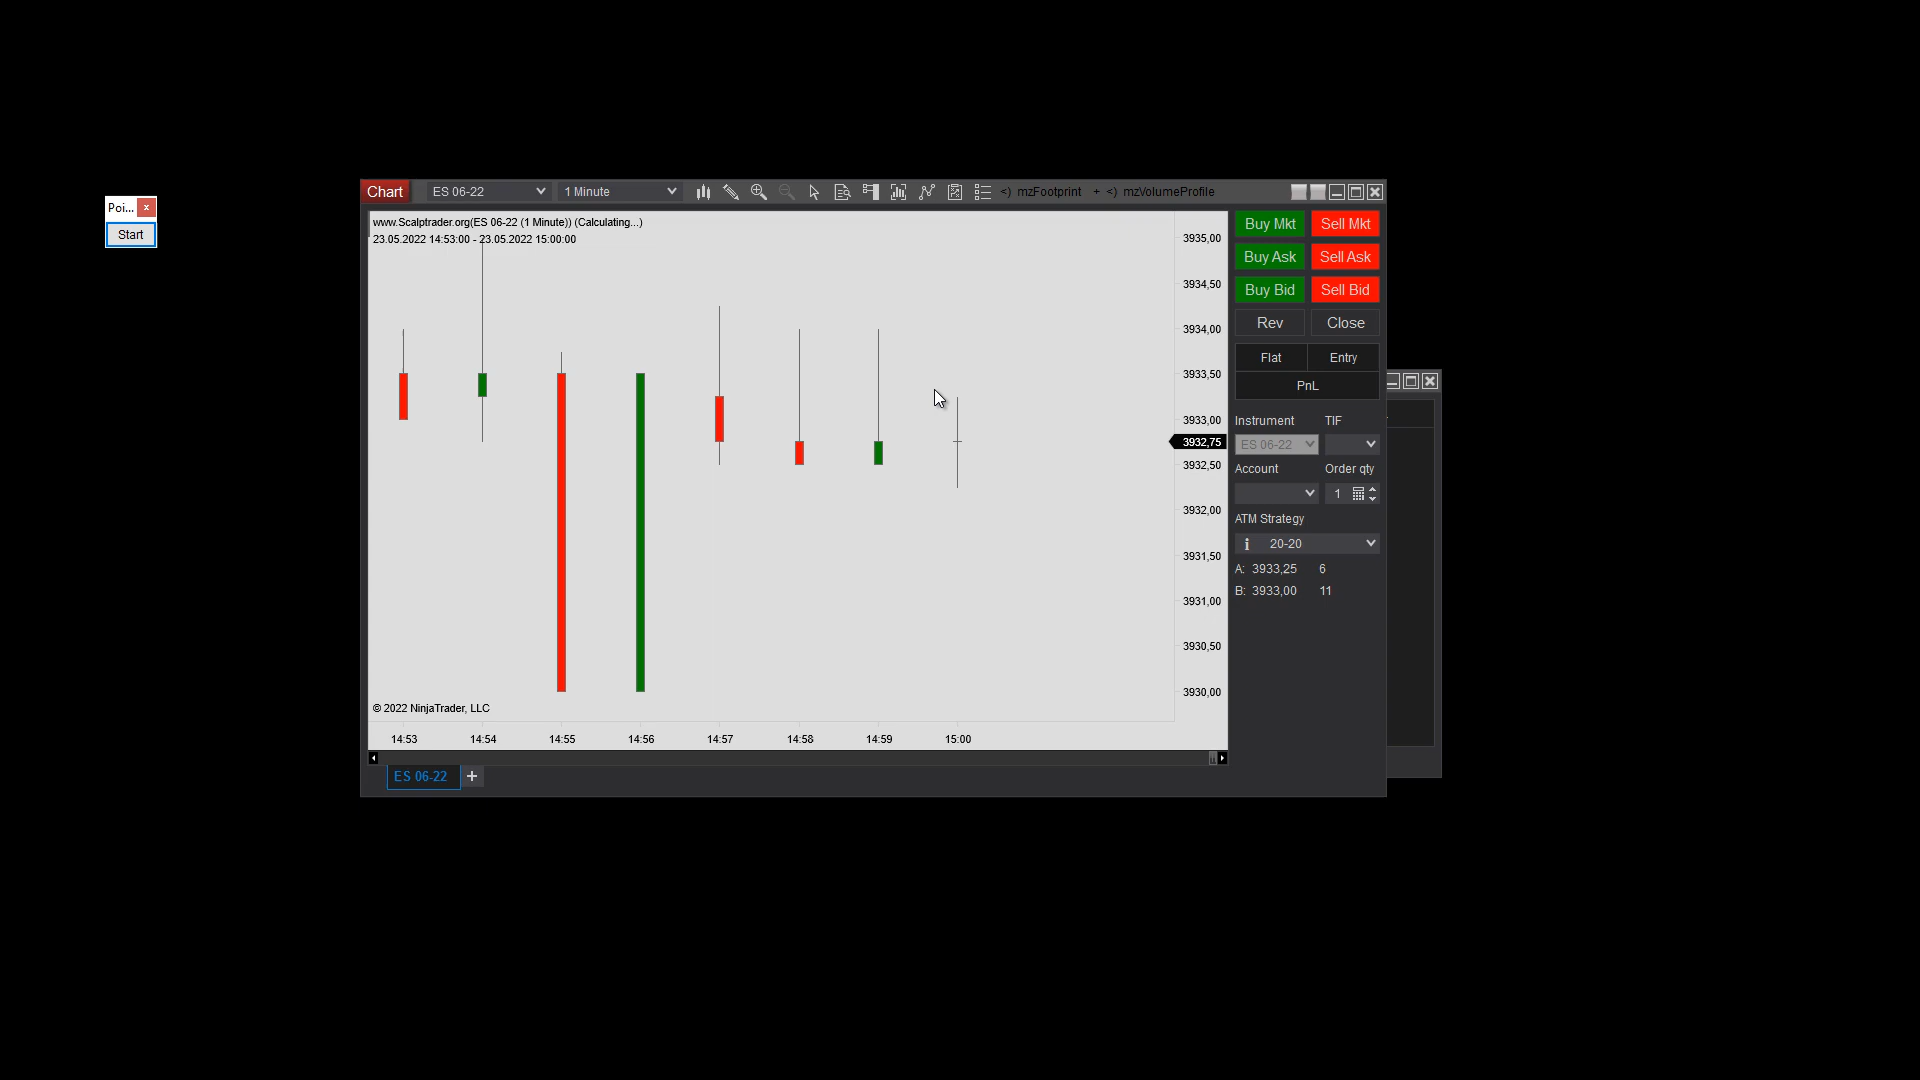 Poi... x
Start
Chart ES 06-22 1 Minute <) mzFootprint + <) mzVolumeProfile
www.Scalptrader.org(ES 06-22 (1 Minute)) (Calculating...)
23.05.2022 14:53:00 - 23.05.2022 15:00:00
3935,00
3934,50
3934,00
3933,50
3933,00
3932,75
3932,50
3932,00
3931,50
3931,00
3930,50
3930,00
© 2022 NinjaTrader, LLC
14:53 14:54 14:55 14:56 14:57 14:58 14:59 15:00
ES 06-22 +
Buy Mkt Sell Mkt
Buy Ask Sell Ask
Buy Bid Sell Bid
Rev Close
Flat Entry
PnL
Instrument TIF
ES 06-22
Account Order qty
1
ATM Strategy
i 20-20
A: 3933,25 6
B: 3933,00 11